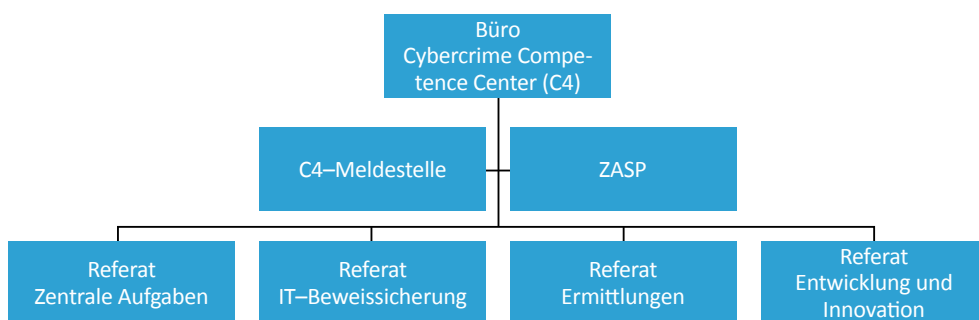 Büro
Cybercrime Compe-
tence Center (C4)
C4–Meldestelle
ZASP
Referat
Zentrale Aufgaben
Referat
IT–Beweissicherung
Referat
Ermittlungen
Referat
Entwicklung und
Innovation